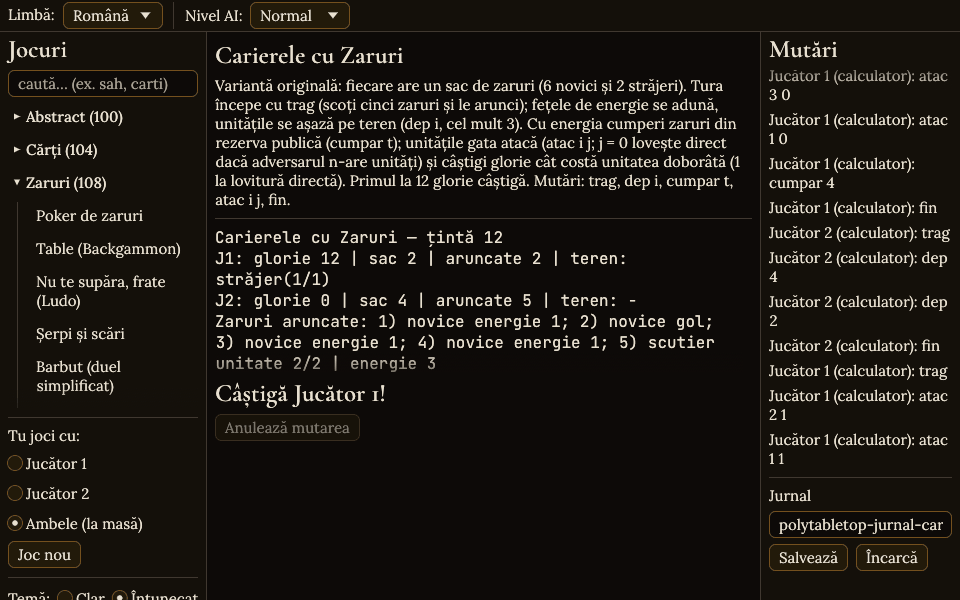 Limbă:
Română
Nivel AI:
Normal
Jocuri
caută... (ex. sah, carti)
Abstract (100)
Cărți (104)
Zaruri (108)
Poker de zaruri
Table (Backgammon)
Nu te supăra, frate
(Ludo)
Șerpi și scări
Barbut (duel
simplificat)
Tu joci cu:
Jucător 1
Jucător 2
Ambele (la masă)
Joc nou
Temă:
Clar
Întunecat
Carierele cu Zaruri
Variantă originală: fiecare are un sac de zaruri (6 novici și 2 străjeri). Tura
începe cu trag (scoți cinci zaruri și le arunci); fețele de energie se adună,
unitățile se așază pe teren (dep i, cel mult 3). Cu energia cumperi zaruri din
rezerva publică (cumpar t); unitățile gata atacă (atac i j; j = 0 lovește direct
dacă adversarul n-are unități) și câștigi glorie cât costă unitatea doborâtă (1
la lovitură directă). Primul la 12 glorie câștigă. Mutări: trag, dep i, cumpar t,
atac i j, fin.
Carierele cu Zaruri — țintă 12
J1: glorie 12 | sac 2 | aruncate 2 | teren:
străjer(1/1)
J2: glorie 0 | sac 4 | aruncate 5 | teren: -
Zaruri aruncate: 1) novice energie 1; 2) novice gol;
3) novice energie 1; 4) novice energie 1; 5) scutier
unitate 2/2 | energie 3
Câștigă Jucător 1!
Anulează mutarea
Mutări
Jucător 1 (calculator): atac
3 0
Jucător 1 (calculator): atac
1 0
Jucător 1 (calculator):
cumpar 4
Jucător 1 (calculator): fin
Jucător 2 (calculator): trag
Jucător 2 (calculator): dep
4
Jucător 2 (calculator): dep
2
Jucător 2 (calculator): fin
Jucător 1 (calculator): trag
Jucător 1 (calculator): atac
2 1
Jucător 1 (calculator): atac
1 1
Jurnal
polytabletop-jurnal-car
Salvează
Încarcă